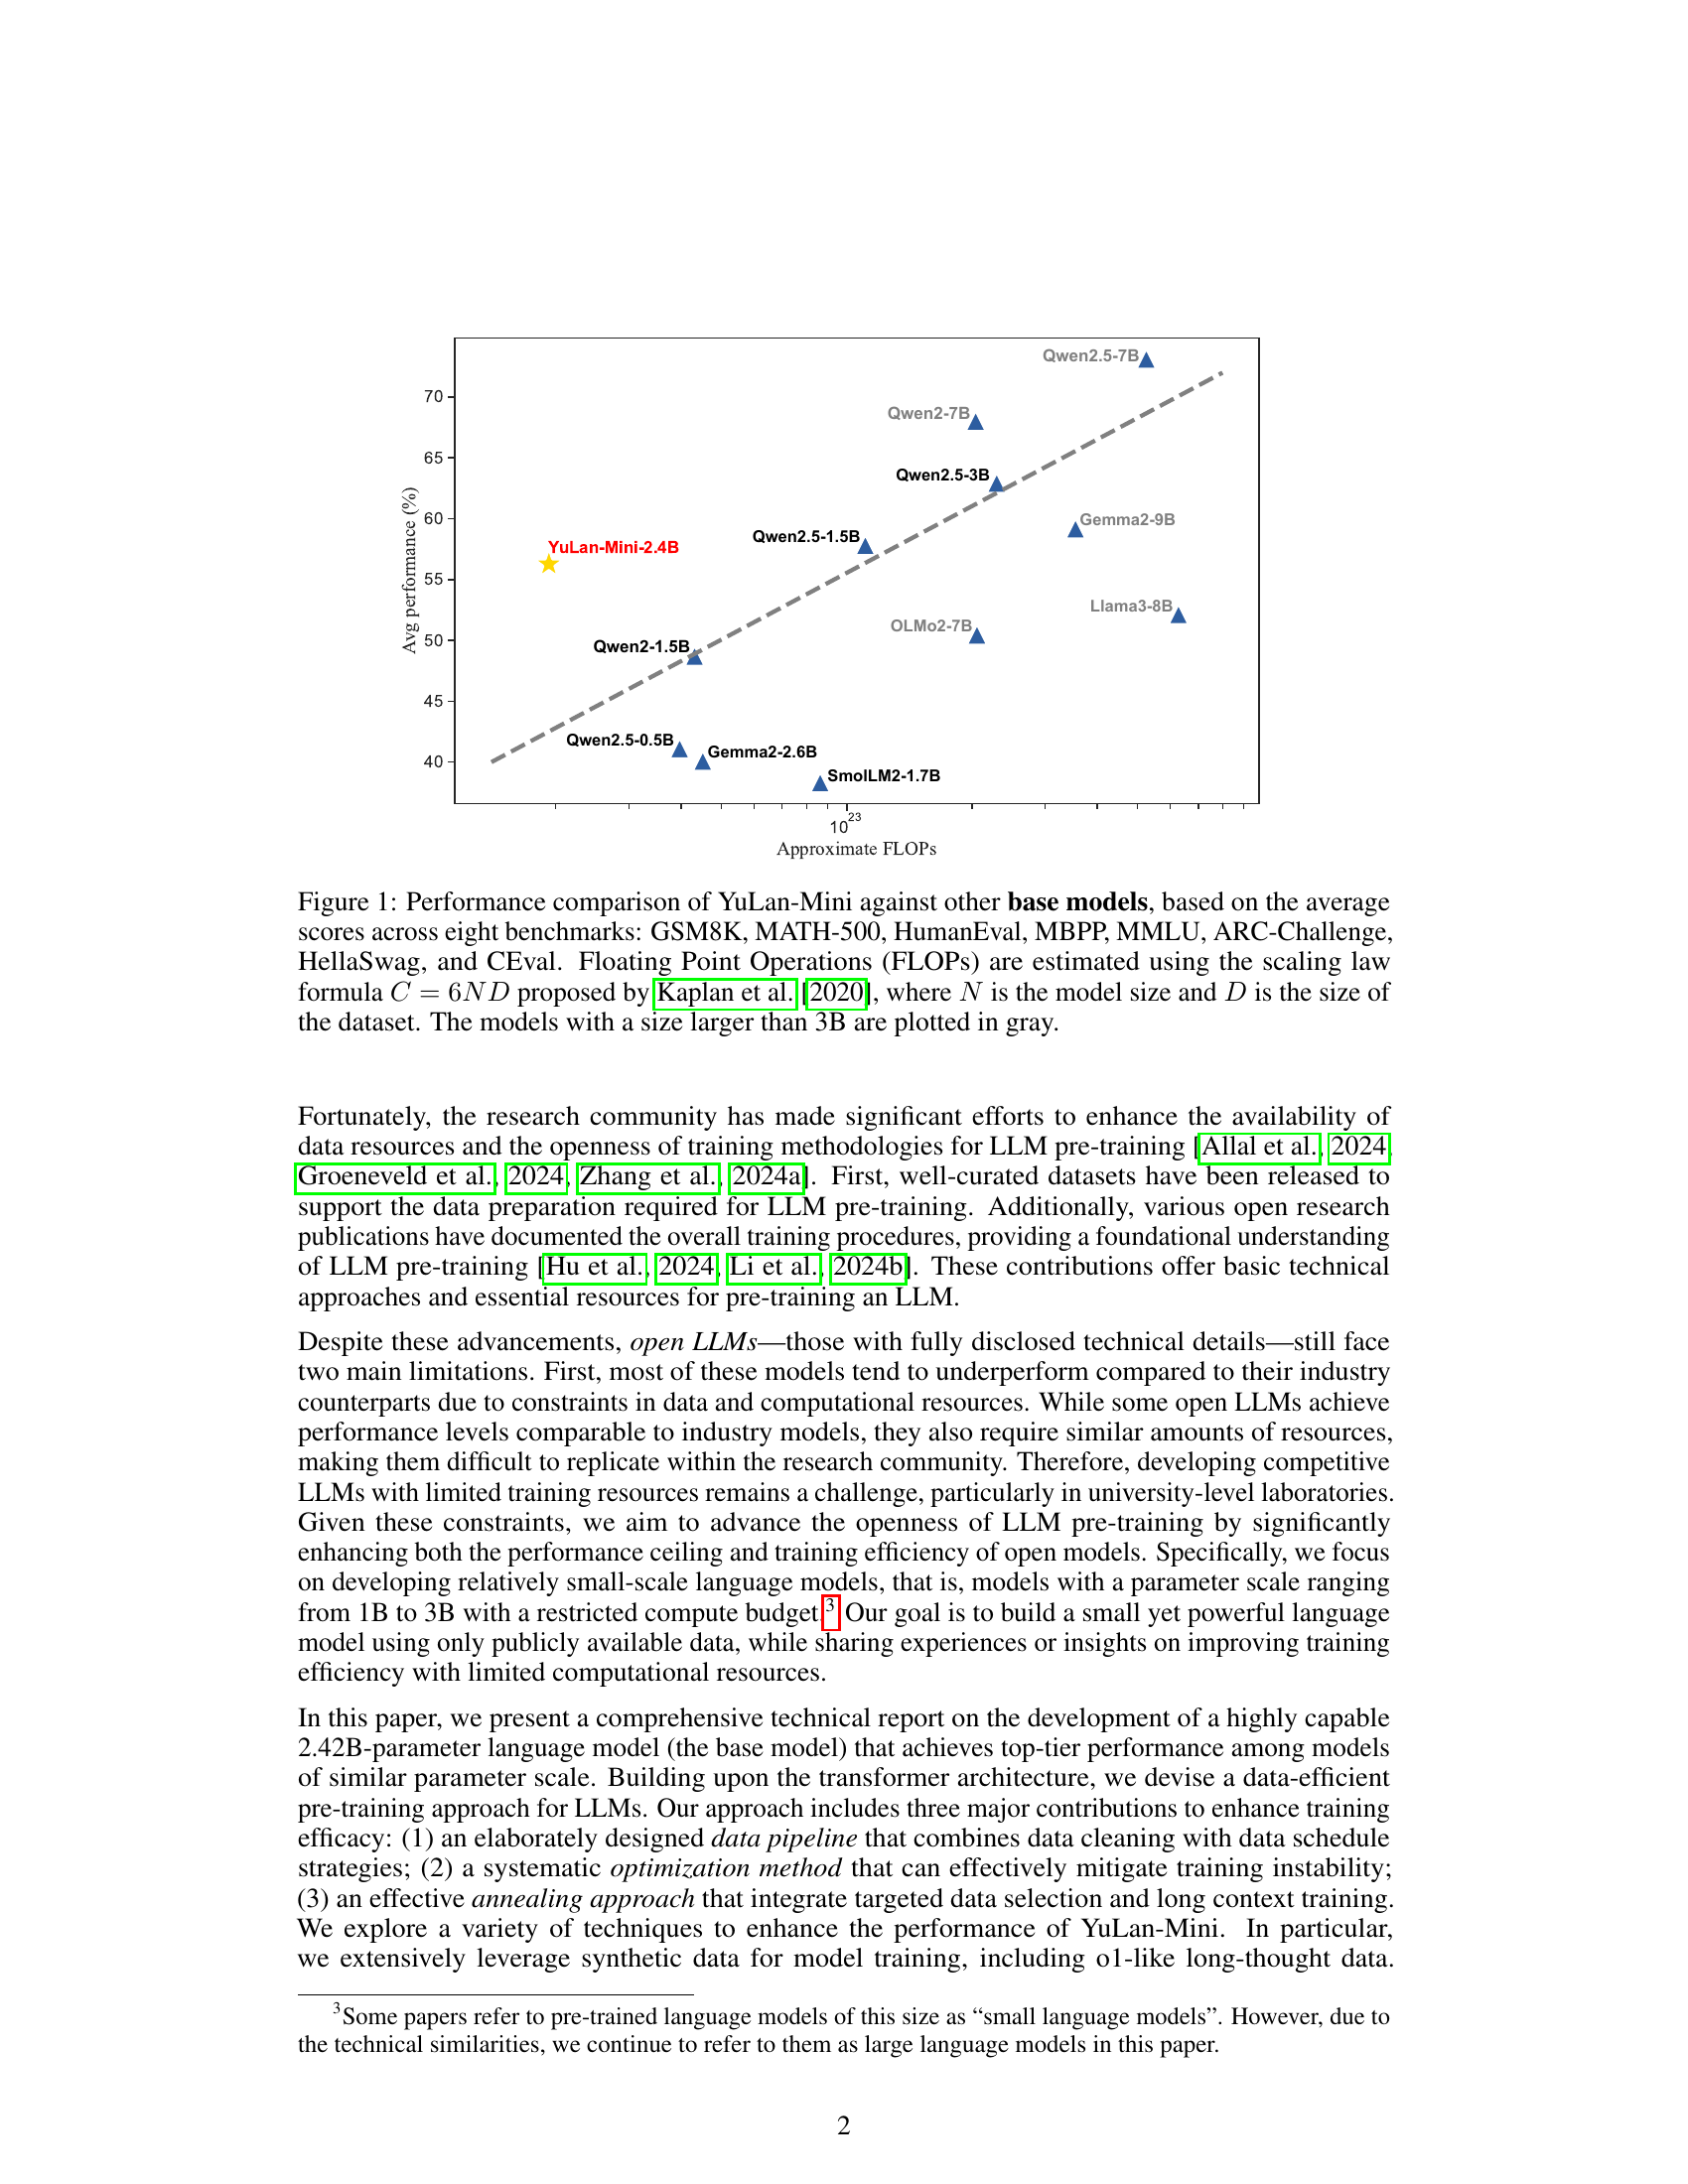 Qwen2.5-7B
70
Qwen2-7B
65
Qwen2.5-3B
60
Gemma2-9B
Qwen2.5-1.5B
YuLan-Mini-2.4B
55
Llama3-8B
OLMo2-7B
50
Qwen2-1.5B
45
Qwen2.5-0.5B
Gemma2-2.6B
40
SmolLM2-1.7B
Avg performance (%)
10^23
Approximate FLOPs
Figure 1: Performance comparison of YuLan-Mini against other base models, based on the average
scores across eight benchmarks: GSM8K, MATH-500, HumanEval, MBPP, MMLU, ARC-Challenge,
HellaSwag, and CEval. Floating Point Operations (FLOPs) are estimated using the scaling law
formula C = 6ND proposed by Kaplan et al. [2020], where N is the model size and D is the size of
the dataset. The models with a size larger than 3B are plotted in gray.
Fortunately, the research community has made significant efforts to enhance the availability of
data resources and the openness of training methodologies for LLM pre-training [Allal et al., 2024,
Groeneveld et al., 2024, Zhang et al., 2024a]. First, well-curated datasets have been released to
support the data preparation required for LLM pre-training. Additionally, various open research
publications have documented the overall training procedures, providing a foundational understanding
of LLM pre-training [Hu et al., 2024, Li et al., 2024b]. These contributions offer basic technical
approaches and essential resources for pre-training an LLM.
Despite these advancements, open LLMs—those with fully disclosed technical details—still face
two main limitations. First, most of these models tend to underperform compared to their industry
counterparts due to constraints in data and computational resources. While some open LLMs achieve
performance levels comparable to industry models, they also require similar amounts of resources,
making them difficult to replicate within the research community. Therefore, developing competitive
LLMs with limited training resources remains a challenge, particularly in university-level laboratories.
Given these constraints, we aim to advance the openness of LLM pre-training by significantly
enhancing both the performance ceiling and training efficiency of open models. Specifically, we focus
on developing relatively small-scale language models, that is, models with a parameter scale ranging
from 1B to 3B with a restricted compute budget.3 Our goal is to build a small yet powerful language
model using only publicly available data, while sharing experiences or insights on improving training
efficiency with limited computational resources.
In this paper, we present a comprehensive technical report on the development of a highly capable
2.42B-parameter language model (the base model) that achieves top-tier performance among models
of similar parameter scale. Building upon the transformer architecture, we devise a data-efficient
pre-training approach for LLMs. Our approach includes three major contributions to enhance training
efficacy: (1) an elaborately designed data pipeline that combines data cleaning with data schedule
strategies; (2) a systematic optimization method that can effectively mitigate training instability;
(3) an effective annealing approach that integrate targeted data selection and long context training.
We explore a variety of techniques to enhance the performance of YuLan-Mini. In particular,
we extensively leverage synthetic data for model training, including o1-like long-thought data.
3Some papers refer to pre-trained language models of this size as “small language models”. However, due to
the technical similarities, we continue to refer to them as large language models in this paper.
2